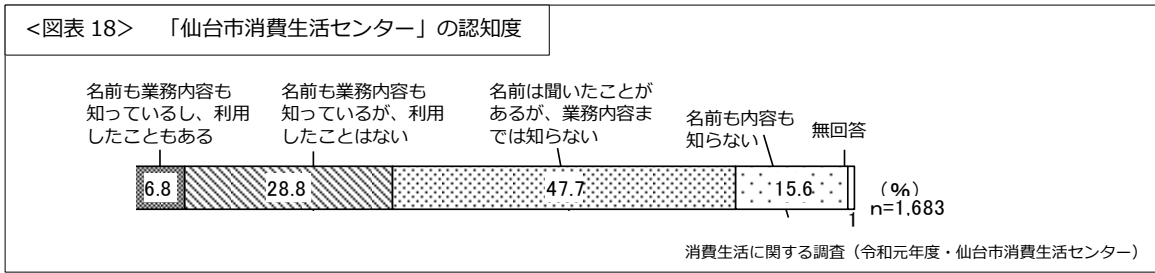 <図表 18> 「仙台市消費生活センター」の認知度
名前も業務内容も
知っているし、利用
したこともある
名前も業務内容も
知っているが、利用
したことはない
名前は聞いたことが
あるが、業務内容ま
では知らない
名前も内容も
知らない
無回答
6.8
28.8
47.7
15.6
1
(%)
n=1,683
消費生活に関する調査（令和元年度・仙台市消費生活センター）